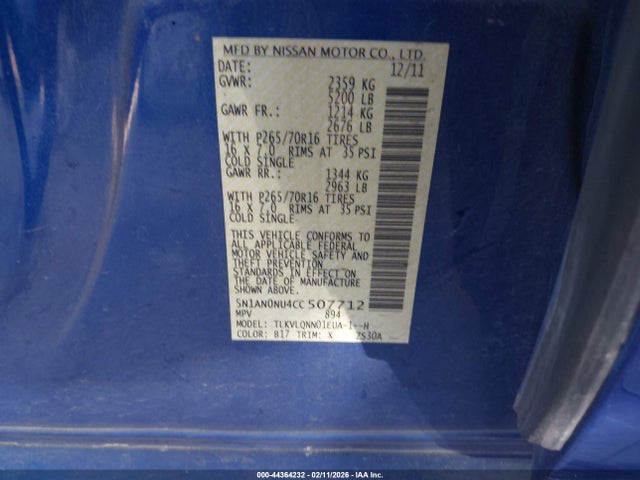 MFD BY NISSAN MOTOR CO., LTD.
DATE: 12/11
GVWR: 2359 KG
5200 LB
GAWR FR.: 1214 KG
2676 LB
WITH P265/70R16 TIRES
16 X 7.0 RIMS AT 35 PSI
COLD SINGLE
GAWR RR.: 1344 KG
2963 LB
WITH P265/70R16 TIRES
16 X 7.0 RIMS AT 35 PSI
COLD SINGLE
THIS VEHICLE CONFORMS TO
ALL APPLICABLE FEDERAL
MOTOR VEHICLE SAFETY AND
THEFT PREVENTION
STANDARDS IN EFFECT ON
THE DATE OF MANUFACTURE
SHOWN ABOVE.
5N1AN0NU4CC507712
MPV 894
MODEL: TLKVLQNN01EUA-1--H
COLOR: B17 TRIM: X ZS30A
000-44364232 - 02/11/2026 - IAA Inc.